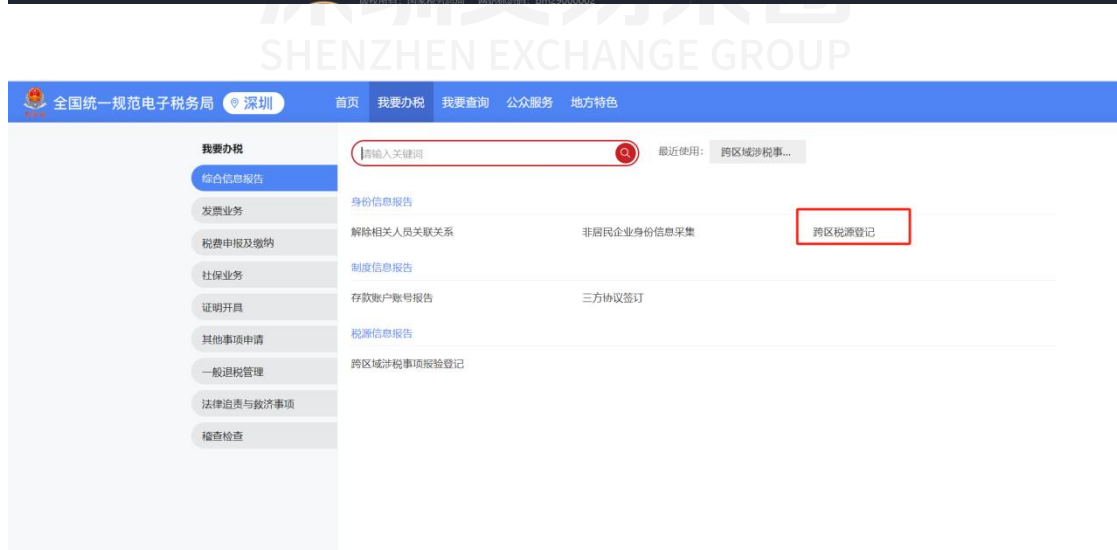 SHENZHEN EXCHANGE GROUP
全国统一规范电子税务局 深圳 首页 我要办税 我要查询 公众服务 地方特色
我要办税
请输入关键词 最近使用: 跨区域涉税事...
综合信息报告
发票业务
税费申报及缴纳
社保业务
证明开具
其他事项申请
一般退税管理
法律追责与救济事项
稽查检查
身份信息报告
解除相关人员关联关系 非居民企业身份信息采集 跨区税源登记
制度信息报告
存款账户账号报告 三方协议签订
税源信息报告
跨区域涉税事项报验登记